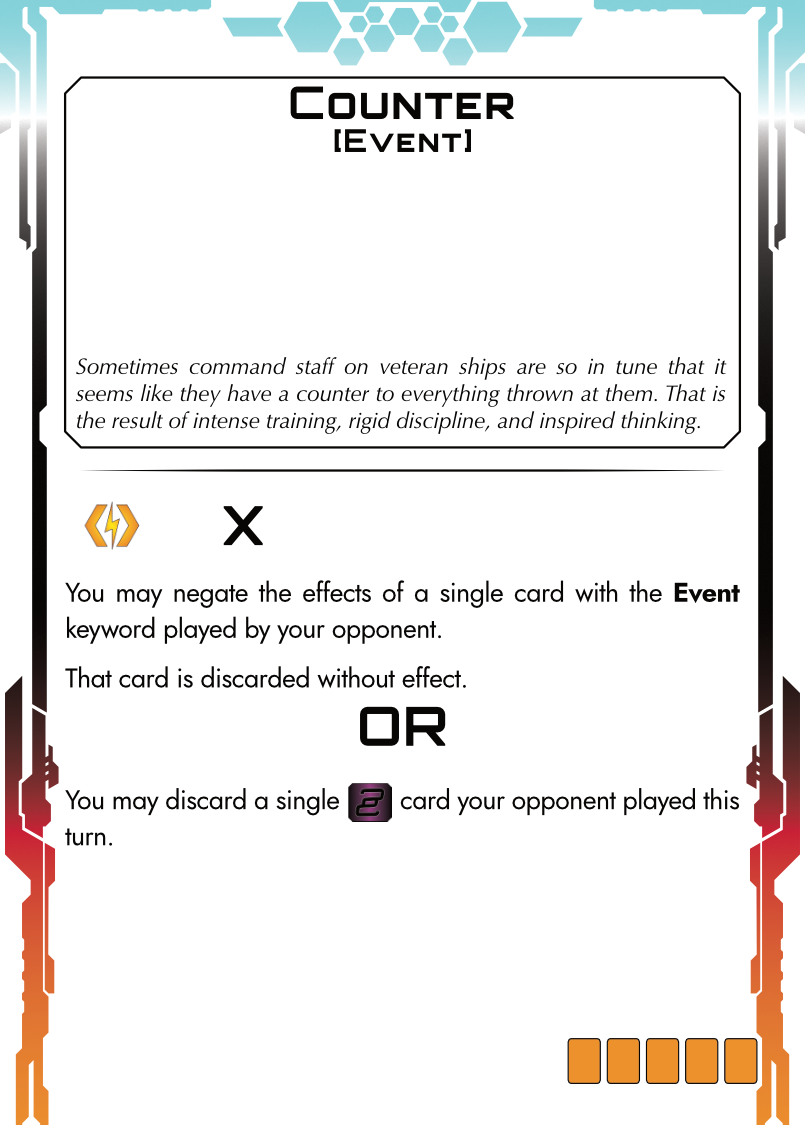 Counter
[Event]
Sometimes command staff on veteran ships are so in tune that it
seems like they have a counter to everything thrown at them. That is
the result of intense training, rigid discipline, and inspired thinking.
X
You may negate the effects of a single card with the Event
keyword played by your opponent.
That card is discarded without effect.
OR
You may discard a single card your opponent played this
turn.